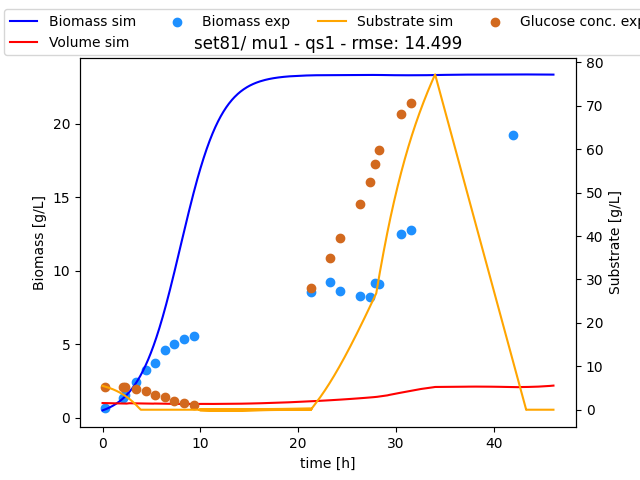 Biomass sim
Biomass exp
Substrate sim
Glucose conc. exp
Volume sim
set81/ mu1 - qs1 - rmse: 14.499
Biomass [g/L]
0
5
10
15
20
Substrate [g/L]
0
10
20
30
40
50
60
70
80
0
10
20
30
40
time [h]